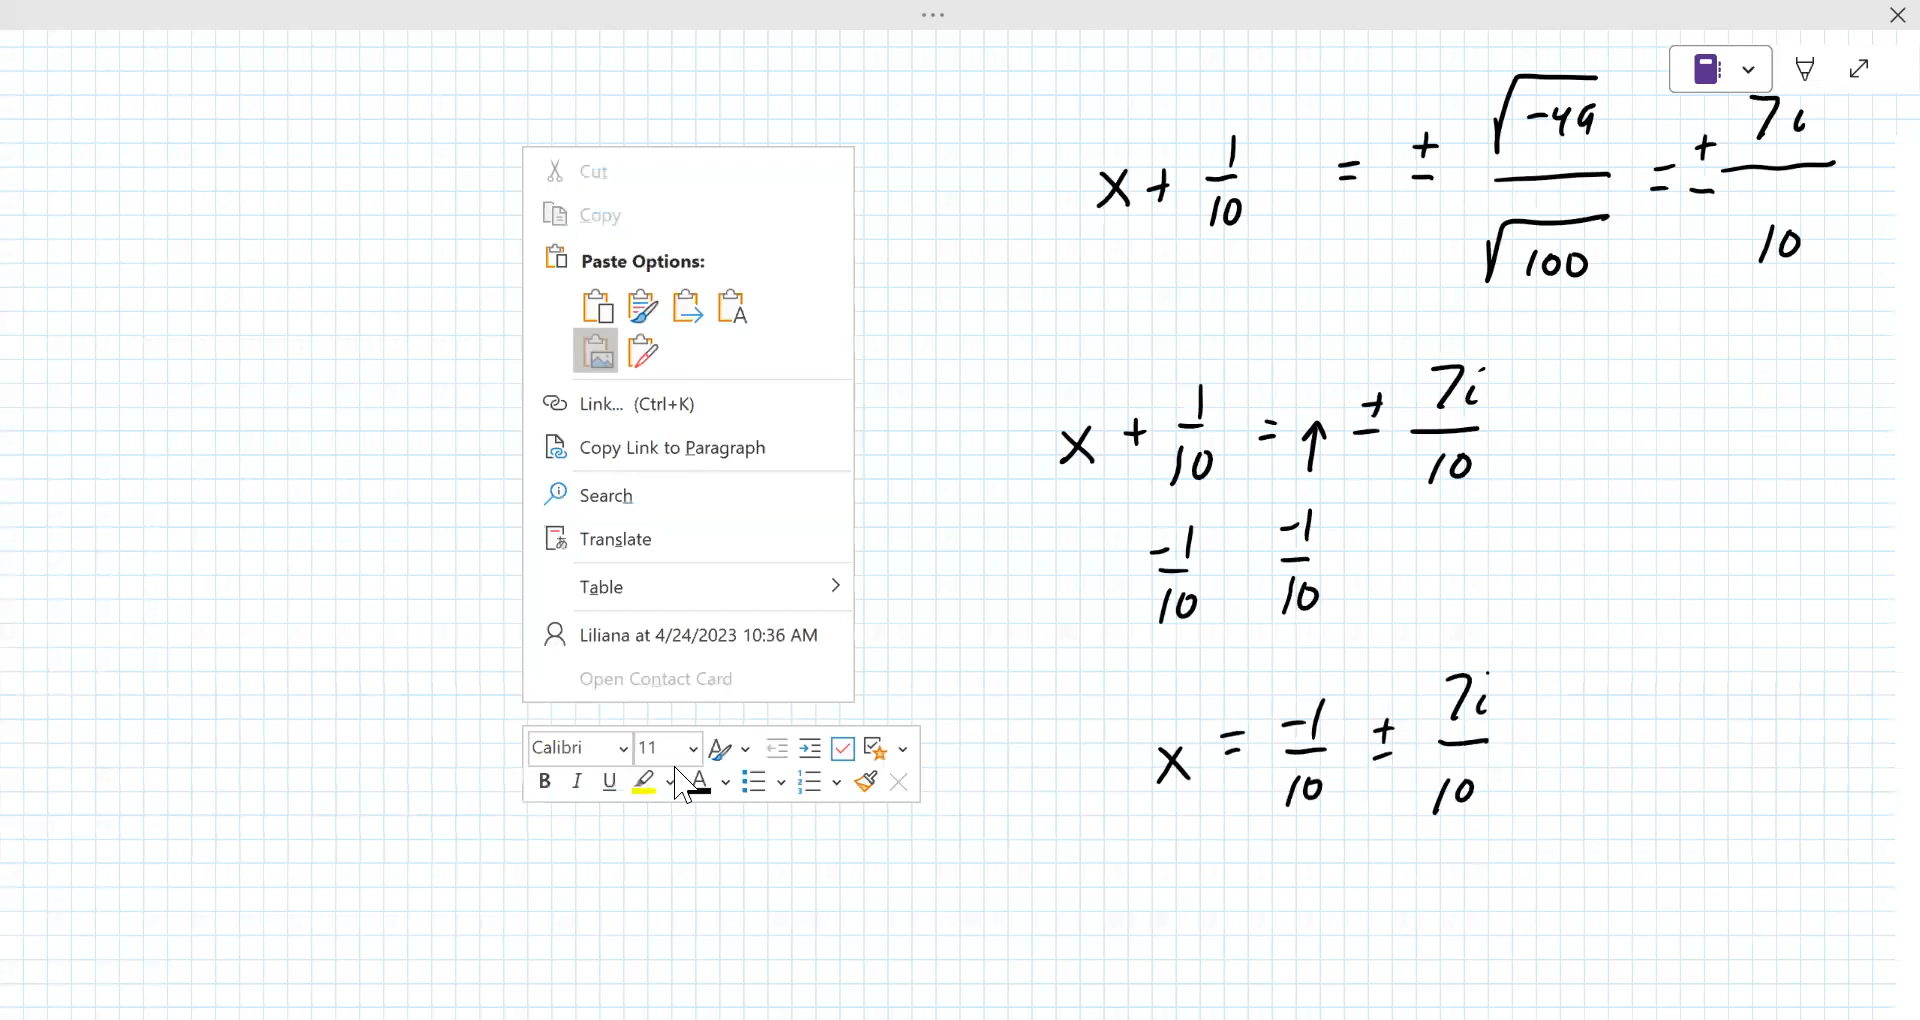 Cut
Copy
Paste Options:
Link... (Ctrl+K)
Copy Link to Paragraph
Search
Translate
Table
Liliana at 4/24/2023 10:36 AM
Open Contact Card
Calibri 11
B I U A
x + 1/10 = ± √-49/√100 = ± 7i/10
x + 1/10 = ↑ ± 7i/10
-1/10 -1/10
x = -1/10 ± 7i/10